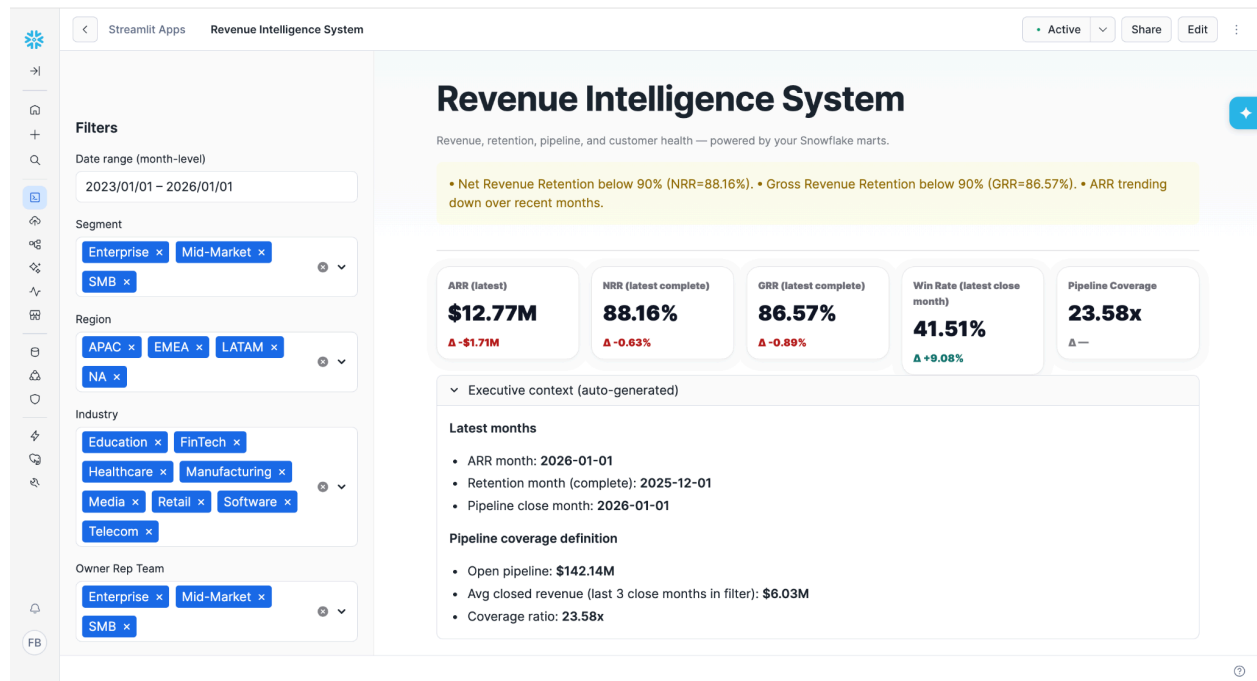 Streamlit Apps
Revenue Intelligence System
Active
Share
Edit
Filters
Date range (month-level)
2023/01/01 – 2026/01/01
Segment
Enterprise × Mid-Market ×
SMB ×
Region
APAC × EMEA × LATAM ×
NA ×
Industry
Education × FinTech ×
Healthcare × Manufacturing ×
Media × Retail × Software ×
Telecom ×
Owner Rep Team
Enterprise × Mid-Market ×
SMB ×
FB
Revenue Intelligence System
Revenue, retention, pipeline, and customer health — powered by your Snowflake marts.
• Net Revenue Retention below 90% (NRR=88.16%). • Gross Revenue Retention below 90% (GRR=86.57%). • ARR trending
down over recent months.
ARR (latest)
$12.77M
Δ -$1.71M
NRR (latest complete)
88.16%
Δ -0.63%
GRR (latest complete)
86.57%
Δ -0.89%
Win Rate (latest close
month)
41.51%
Δ +9.08%
Pipeline Coverage
23.58x
Δ —
Executive context (auto-generated)
Latest months
• ARR month: 2026-01-01
• Retention month (complete): 2025-12-01
• Pipeline close month: 2026-01-01
Pipeline coverage definition
• Open pipeline: $142.14M
• Avg closed revenue (last 3 close months in filter): $6.03M
• Coverage ratio: 23.58x